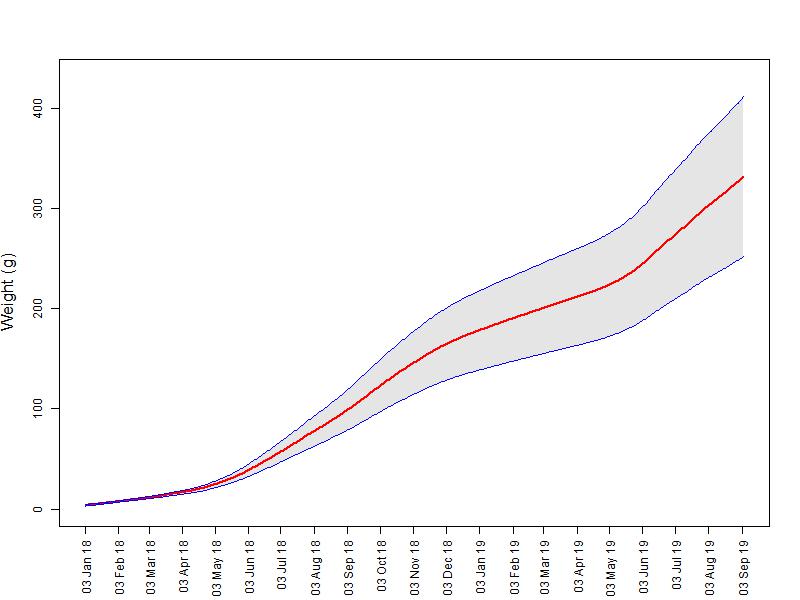 Weight (g)
400
300
200
100
0
03 Jan 18
03 Feb 18
03 Mar 18
03 Apr 18
03 May 18
03 Jun 18
03 Jul 18
03 Aug 18
03 Sep 18
03 Oct 18
03 Nov 18
03 Dec 18
03 Jan 19
03 Feb 19
03 Mar 19
03 Apr 19
03 May 19
03 Jun 19
03 Jul 19
03 Aug 19
03 Sep 19